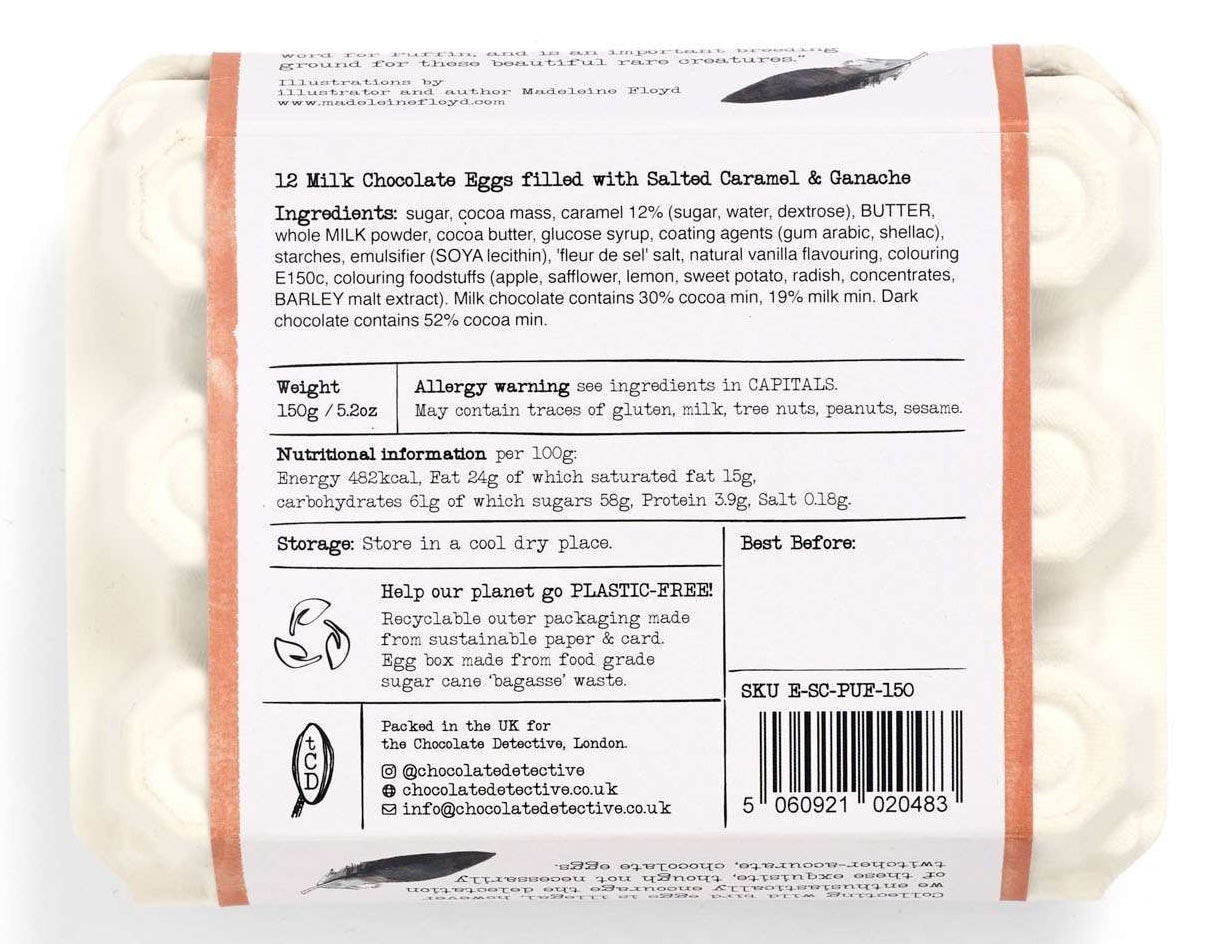 word for Puffin, and is an important breeding
ground for these beautiful rare creatures."
Illustrations by
illustrator and author Madeleine Floyd
www.madeleinefloyd.com
12 Milk Chocolate Eggs filled with Salted Caramel & Ganache
Ingredients: sugar, cocoa mass, caramel 12% (sugar, water, dextrose), BUTTER,
whole MILK powder, cocoa butter, glucose syrup, coating agents (gum arabic, shellac),
starches, emulsifier (SOYA lecithin), 'fleur de sel' salt, natural vanilla flavouring, colouring
E150c, colouring foodstuffs (apple, safflower, lemon, sweet potato, radish, concentrates,
BARLEY malt extract). Milk chocolate contains 30% cocoa min, 19% milk min. Dark
chocolate contains 52% cocoa min.
Weight
150g / 5.2oz
Allergy warning see ingredients in CAPITALS.
May contain traces of gluten, milk, tree nuts, peanuts, sesame.
Nutritional information per 100g:
Energy 482kcal, Fat 24g of which saturated fat 15g,
carbohydrates 61g of which sugars 58g, Protein 3.9g, Salt 0.18g.
Storage: Store in a cool dry place.
Best Before:
Help our planet go PLASTIC-FREE!
Recyclable outer packaging made
from sustainable paper & card.
Egg box made from food grade
sugar cane 'bagasse' waste.
SKU E-SC-PUF-150
5 060921 020483
tCD
Packed in the UK for
the Chocolate Detective, London.
@chocolatedetective
chocolatedetective.co.uk
info@chocolatedetective.co.uk
Collecting wild bird eggs is illegal, however
we enthusiastically encourage the delectation
of these exquisite, though not necessarily
twitcher-accurate, chocolate eggs.